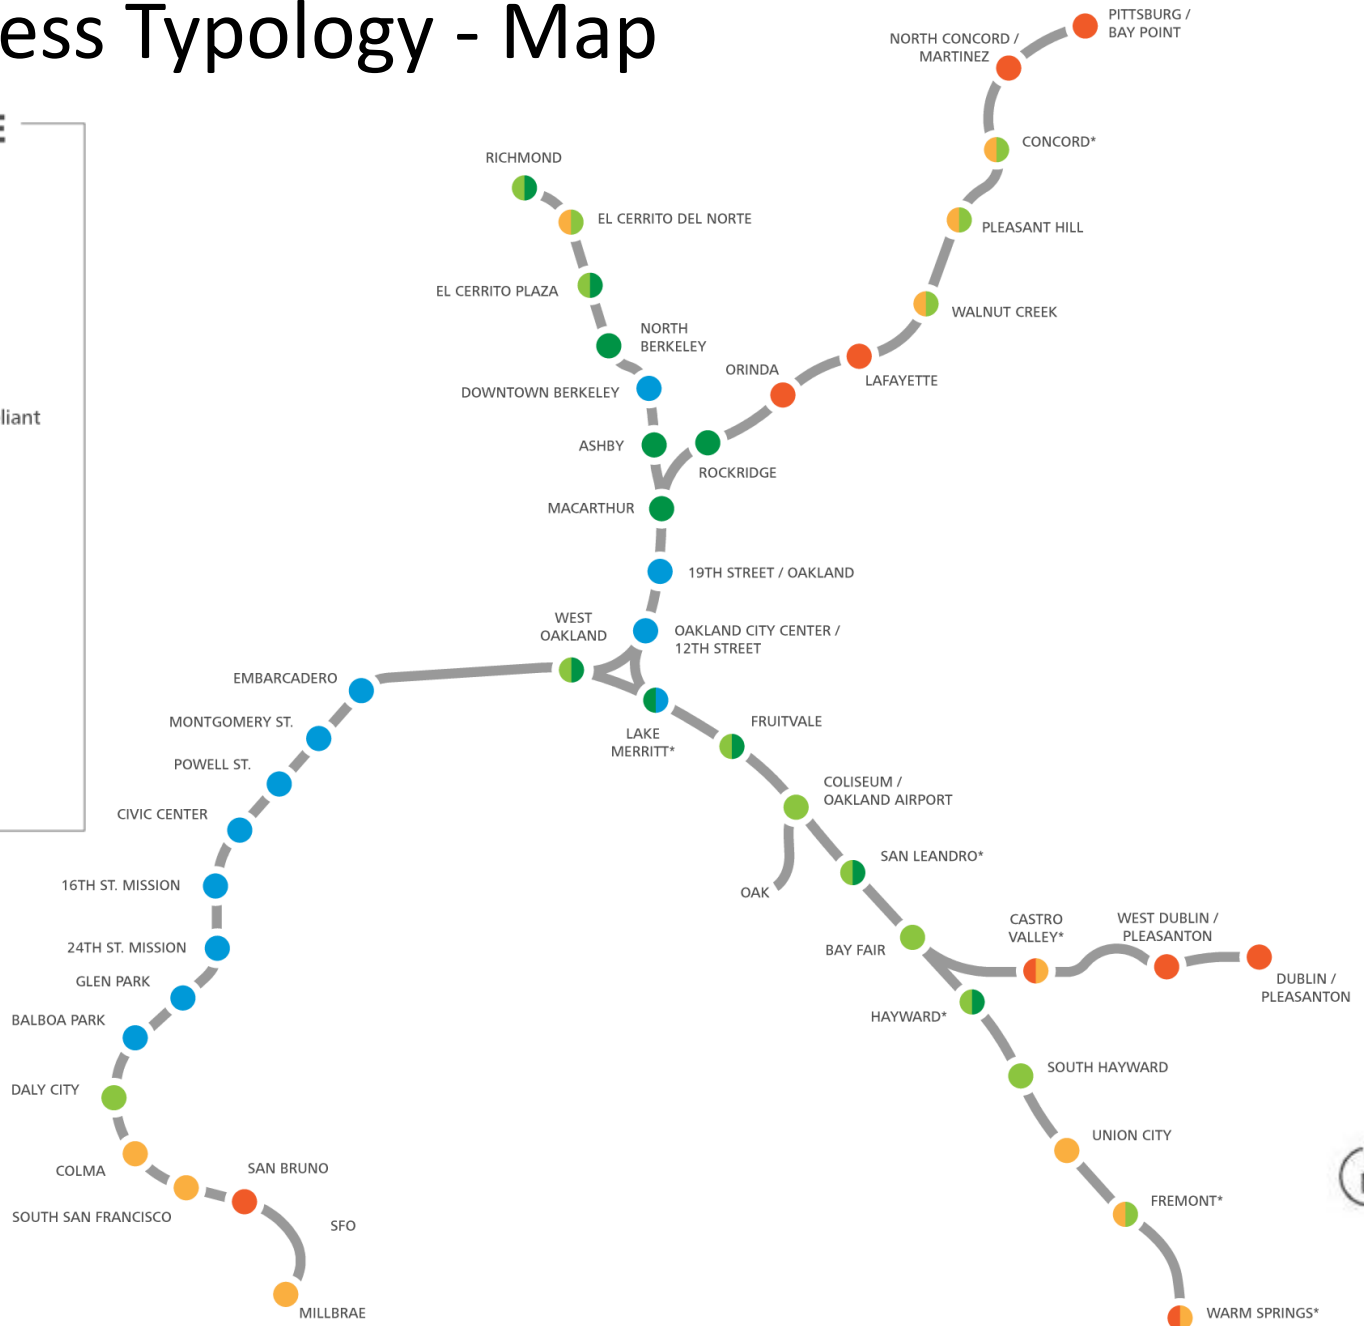 ess Typology - Map
liant
PITTSBURG /
BAY POINT
NORTH CONCORD /
MARTINEZ
CONCORD*
PLEASANT HILL
WALNUT CREEK
LAFAYETTE
ORINDA
ROCKRIDGE
RICHMOND
EL CERRITO DEL NORTE
EL CERRITO PLAZA
NORTH
BERKELEY
DOWNTOWN BERKELEY
ASHBY
MACARTHUR
19TH STREET / OAKLAND
OAKLAND CITY CENTER /
12TH STREET
WEST
OAKLAND
LAKE
MERRITT*
FRUITVALE
COLISEUM /
OAKLAND AIRPORT
OAK
SAN LEANDRO*
BAY FAIR
CASTRO
VALLEY*
WEST DUBLIN /
PLEASANTON
DUBLIN /
PLEASANTON
HAYWARD*
SOUTH HAYWARD
UNION CITY
FREMONT*
WARM SPRINGS*
EMBARCADERO
MONTGOMERY ST.
POWELL ST.
CIVIC CENTER
16TH ST. MISSION
24TH ST. MISSION
GLEN PARK
BALBOA PARK
DALY CITY
COLMA
SOUTH SAN FRANCISCO
SAN BRUNO
SFO
MILLBRAE